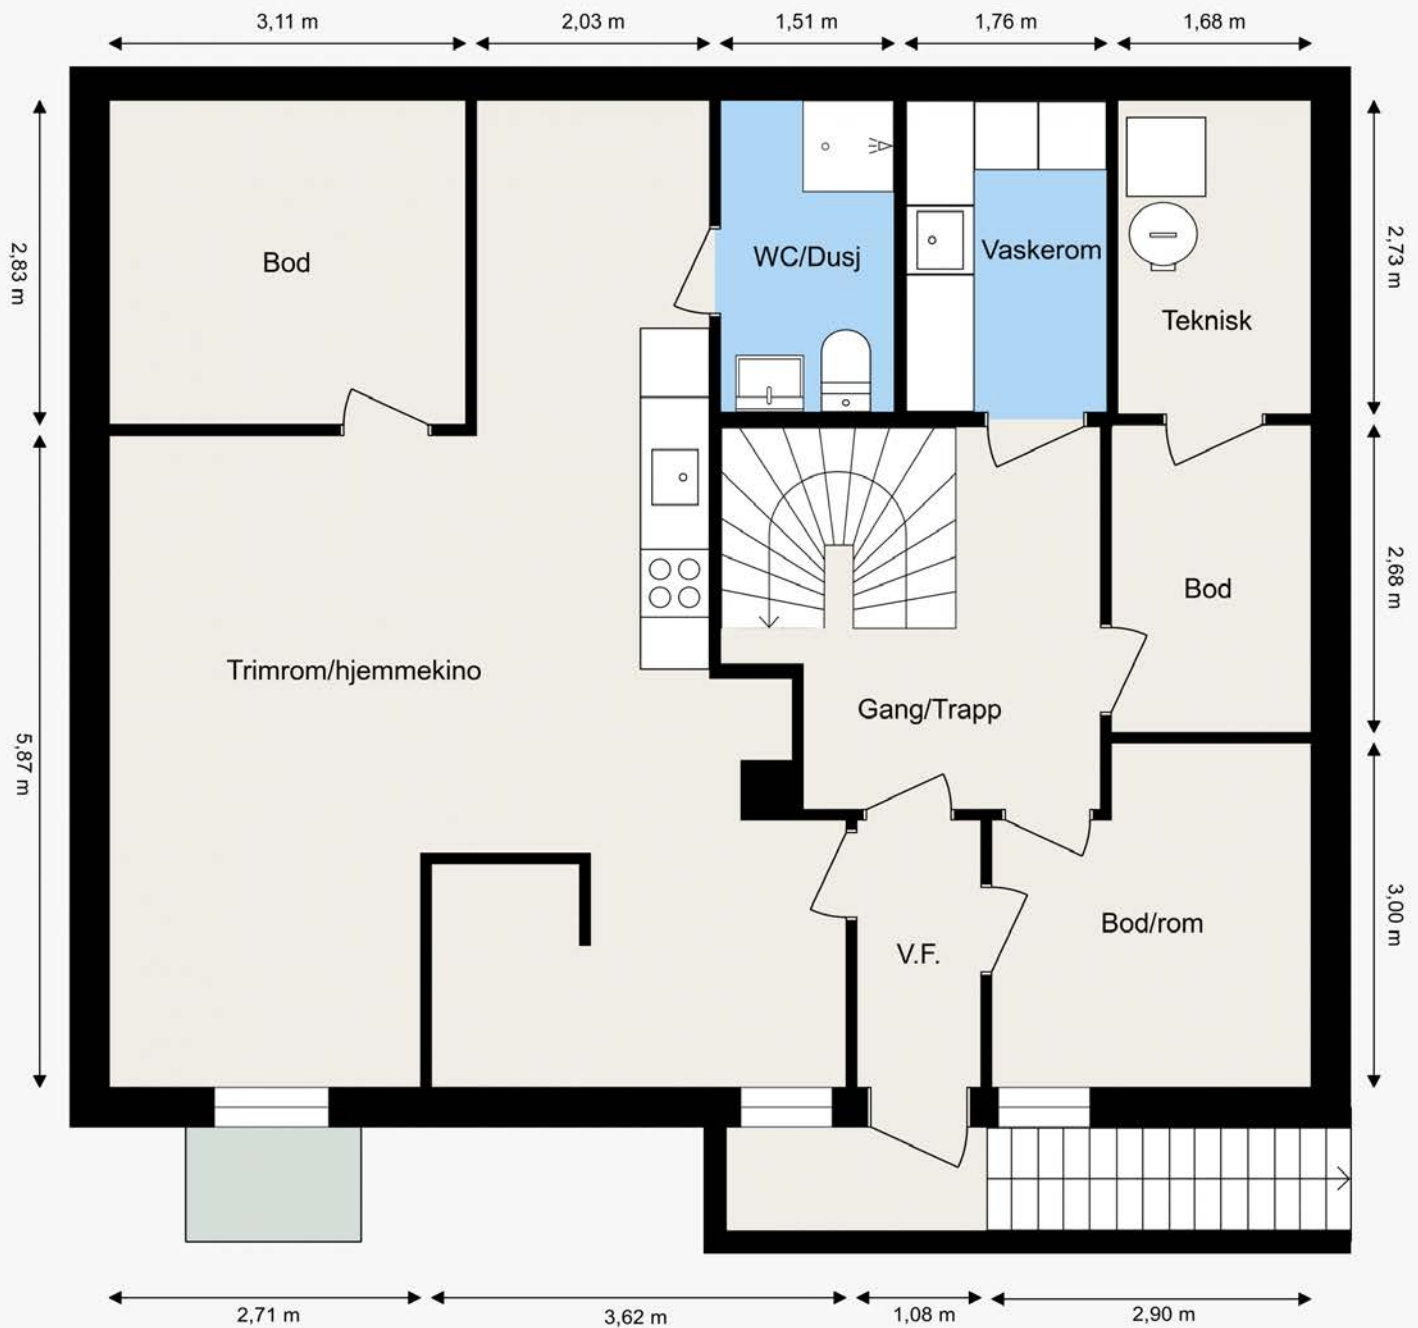 3,11 m
2,03 m
1,51 m
1,76 m
1,68 m
2,83 m
Bod
WC/Dusj
Vaskerom
Teknisk
2,73 m
Trimrom/hjemmekino
Gang/Trapp
Bod
2,68 m
5,87 m
V.F.
Bod/rom
3,00 m
2,71 m
3,62 m
1,08 m
2,90 m